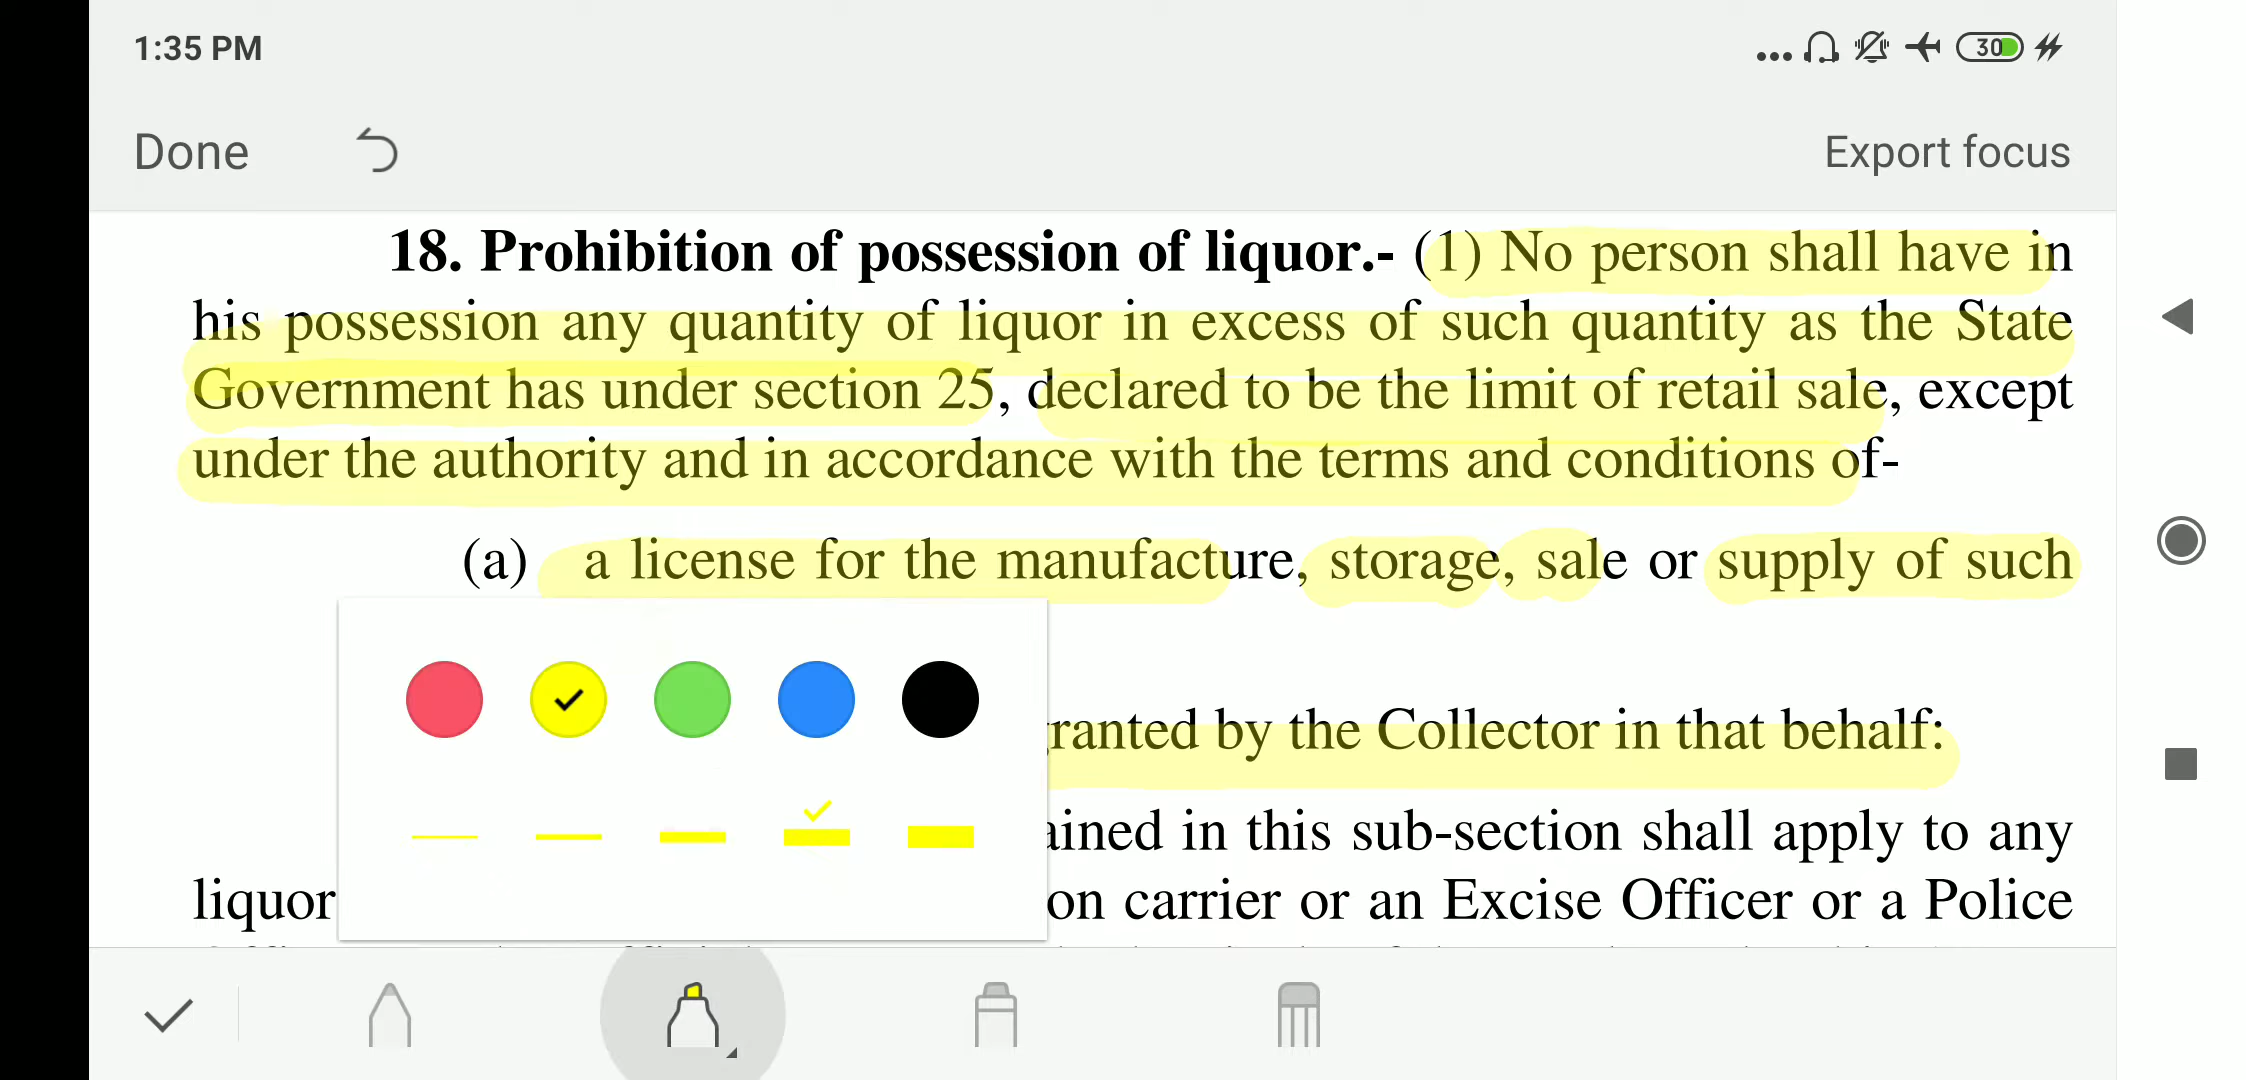 1:35 PM
30
Done
Export focus
18. Prohibition of possession of liquor.- (1) No person shall have in
his possession any quantity of liquor in excess of such quantity as the State
Government has under section 25, declared to be the limit of retail sale, except
under the authority and in accordance with the terms and conditions of-
(a) a license for the manufacture, storage, sale or supply of such
by the Collector in that behalf:
in this sub-section shall apply to any
liquor carrier or an Excise Officer or a Police